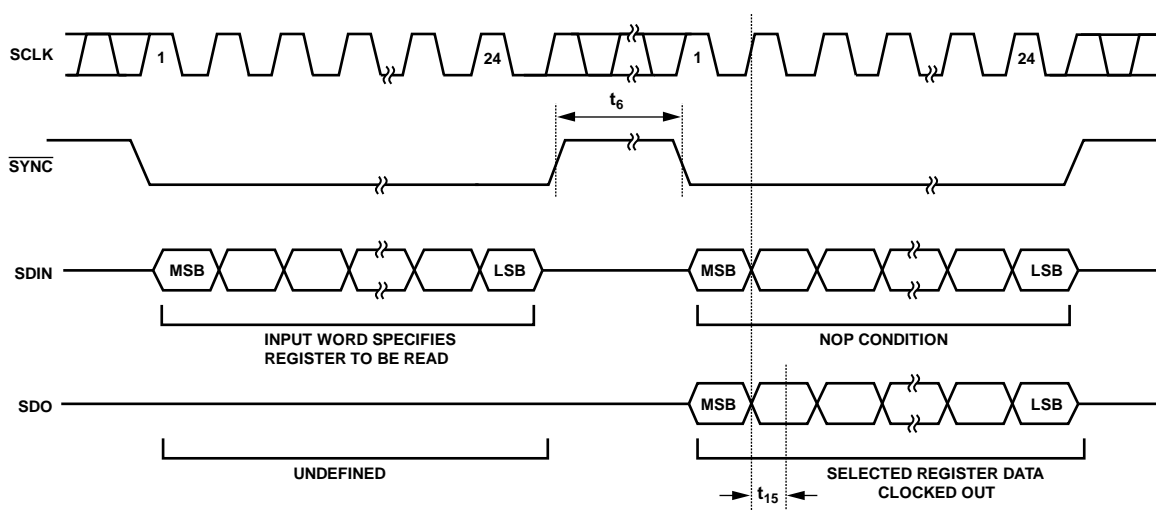 SCLK
1
24
1
24
t6
SYNC
SDIN
MSB
LSB
MSB
LSB
INPUT WORD SPECIFIES
REGISTER TO BE READ
NOP CONDITION
SDO
MSB
LSB
UNDEFINED
SELECTED REGISTER DATA
CLOCKED OUT
t15